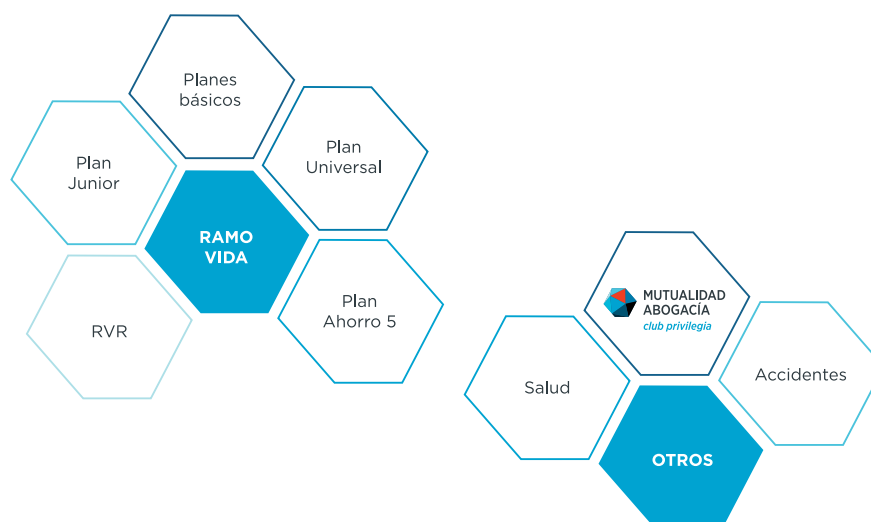 Planes
básicos
Plan
Junior
Plan
Universal
RAMO
VIDA
RVR
Plan
Ahorro 5
MUTUALIDAD
ABOGACÍA
club privilegia
Salud
Accidentes
OTROS